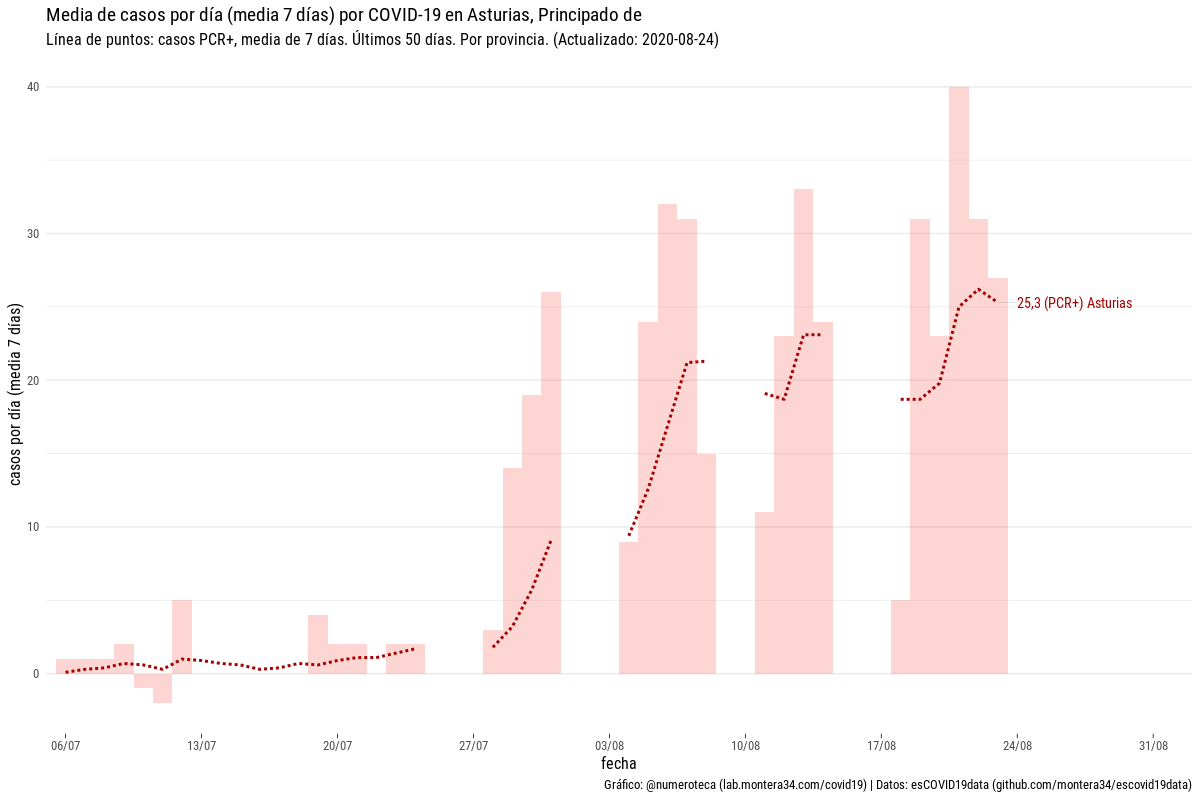 Media de casos por día (media 7 días) por COVID-19 en Asturias, Principado de
Línea de puntos: casos PCR+, media de 7 días. Últimos 50 días. Por provincia. (Actualizado: 2020-08-24)
casos por día (media 7 días)
40
30
20
10
0
25,3 (PCR+) Asturias
06/07 13/07 20/07 27/07 03/08 10/08 17/08 24/08 31/08
fecha
Gráfico: @numeroteca (lab.montera34.com/covid19) | Datos: esCOVID19data (github.com/montera34/escovid19data)